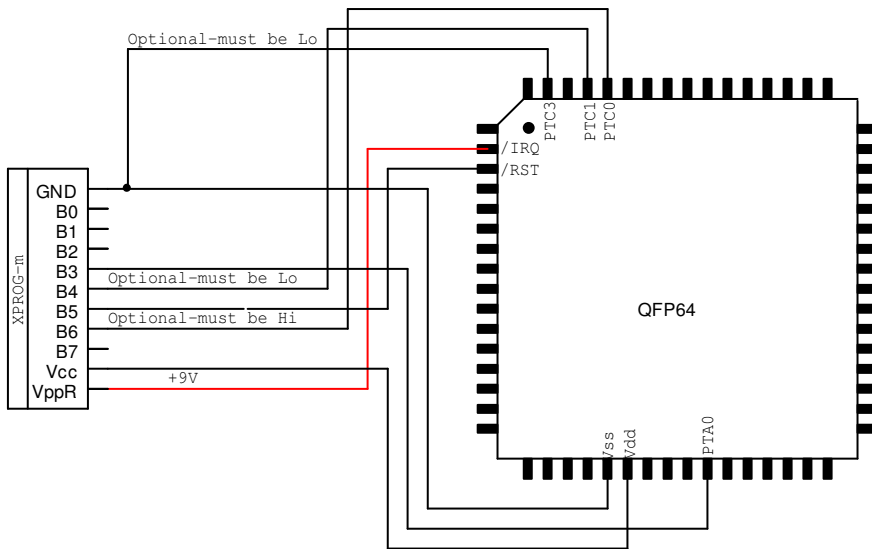 Optional-must be Lo
PTC3
PTC1
PTC0
/IRQ
/RST
XPROG-m
GND
B0
B1
B2
B3
B4
B5
B6
B7
Vcc
VppR
Optional-must be Lo
Optional-must be Hi
+9V
QFP64
Vss
Vdd
PTA0